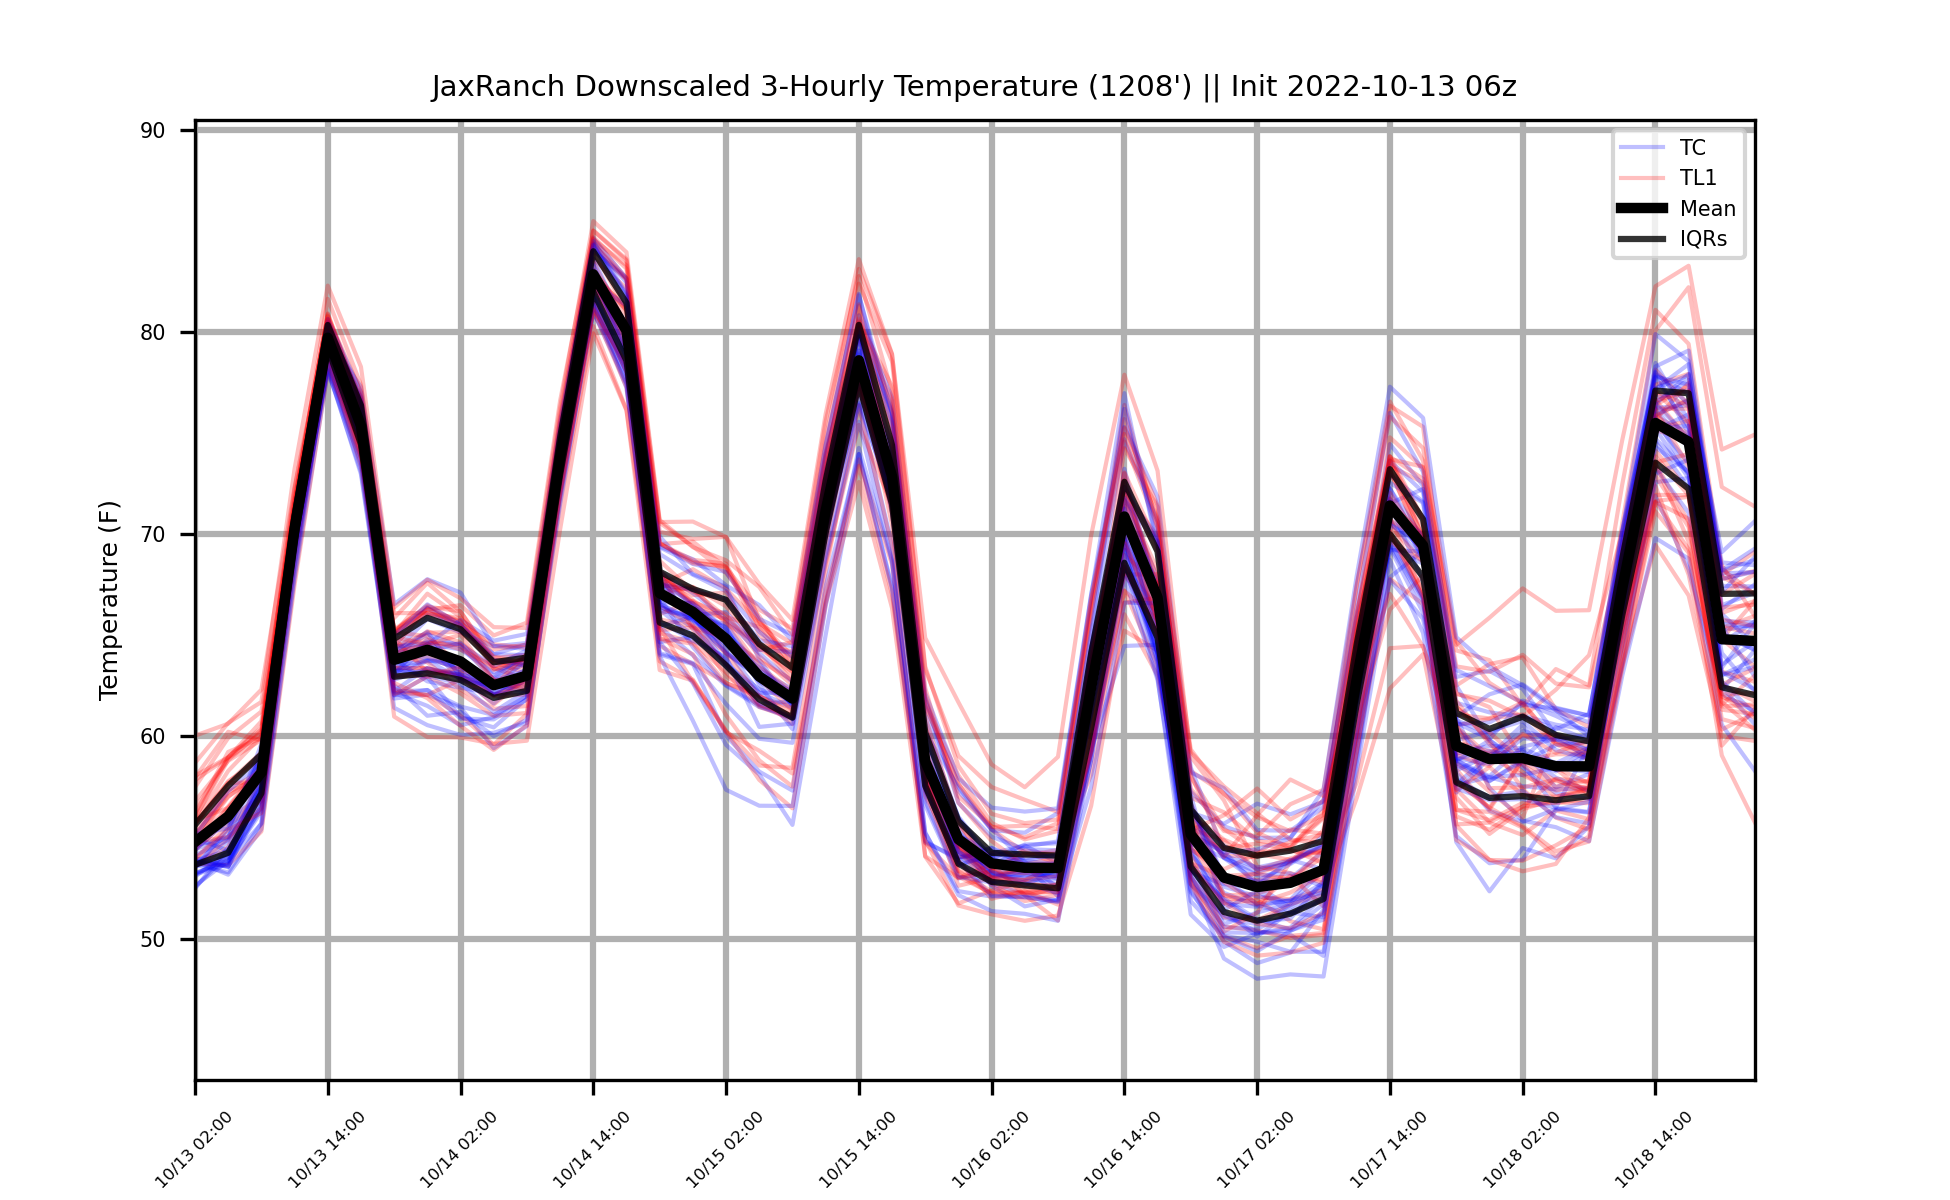 JaxRanch Downscaled 3-Hourly Temperature (1208') || Init 2022-10-13 06z
90
80
70
60
50
Temperature (F)
TC
TL1
Mean
IQRs
10/13 02:00
10/13 14:00
10/14 02:00
10/14 14:00
10/15 02:00
10/15 14:00
10/16 02:00
10/16 14:00
10/17 02:00
10/17 14:00
10/18 02:00
10/18 14:00